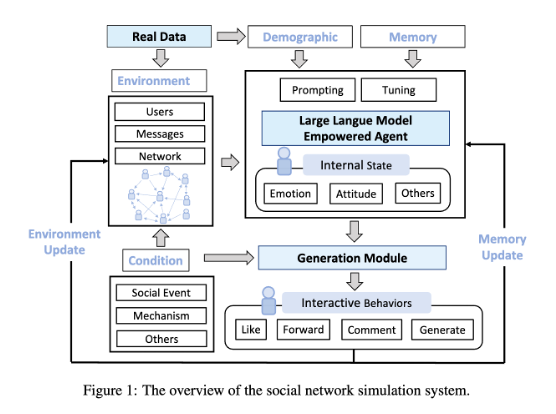 Real Data
Demographic
Memory
Environment
Users
Messages
Network
Prompting
Tuning
Large Langue Model
Empowered Agent
Internal State
Emotion
Attitude
Others
Environment
Update
Memory
Update
Condition
Generation Module
Social Event
Mechanism
Others
Interactive Behaviors
Like
Forward
Comment
Generate
Figure 1: The overview of the social network simulation system.